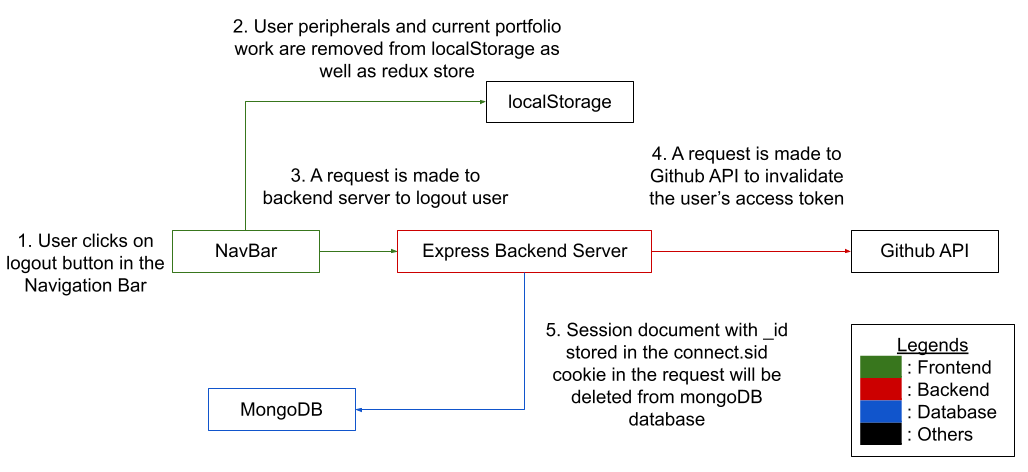 2. User peripherals and current portfolio
work are removed from localStorage as
well as redux store
localStorage
3. A request is made to
backend server to logout user
4. A request is made to
Github API to invalidate
the user's access token
1. User clicks on
logout button in the
Navigation Bar
NavBar
Express Backend Server
Github API
5. Session document with _id
stored in the connect.sid
cookie in the request will be
deleted from mongoDB
database
MongoDB
Legends
: Frontend
: Backend
: Database
: Others